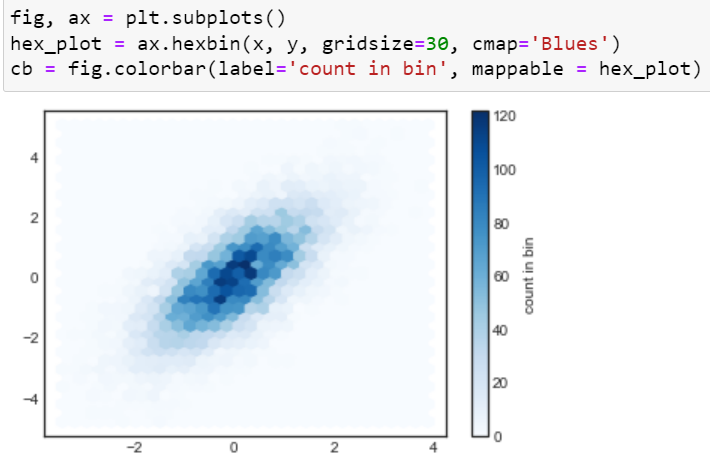 fig, ax = plt.subplots()
hex_plot = ax.hexbin(x, y, gridsize=30, cmap='Blues')
cb = fig.colorbar(label='count in bin', mappable = hex_plot)
120
4
100
2
80
0
60
count in bin
−2
40
20
−4
0
−2 0 2 4